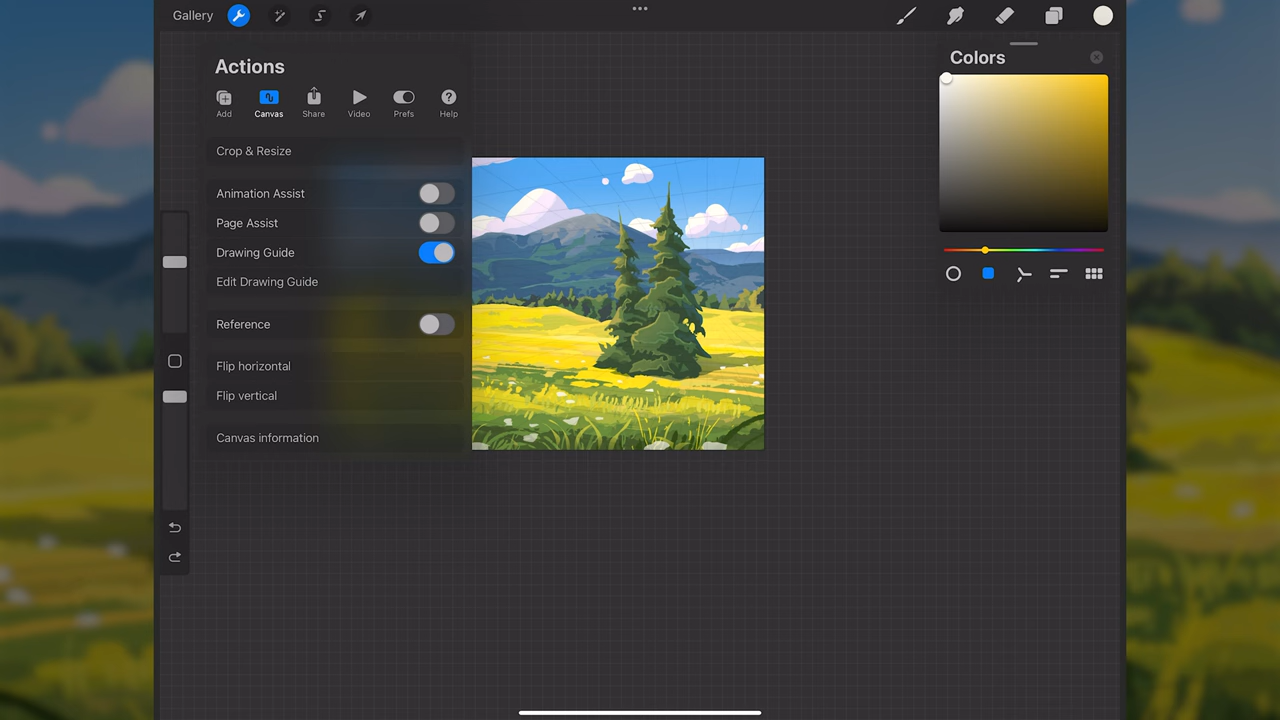 Gallery
Actions
Colors
Add Canvas Share Video Prefs Help
Crop & Resize
Animation Assist
Page Assist
Drawing Guide
Edit Drawing Guide
Reference
Flip horizontal
Flip vertical
Canvas information